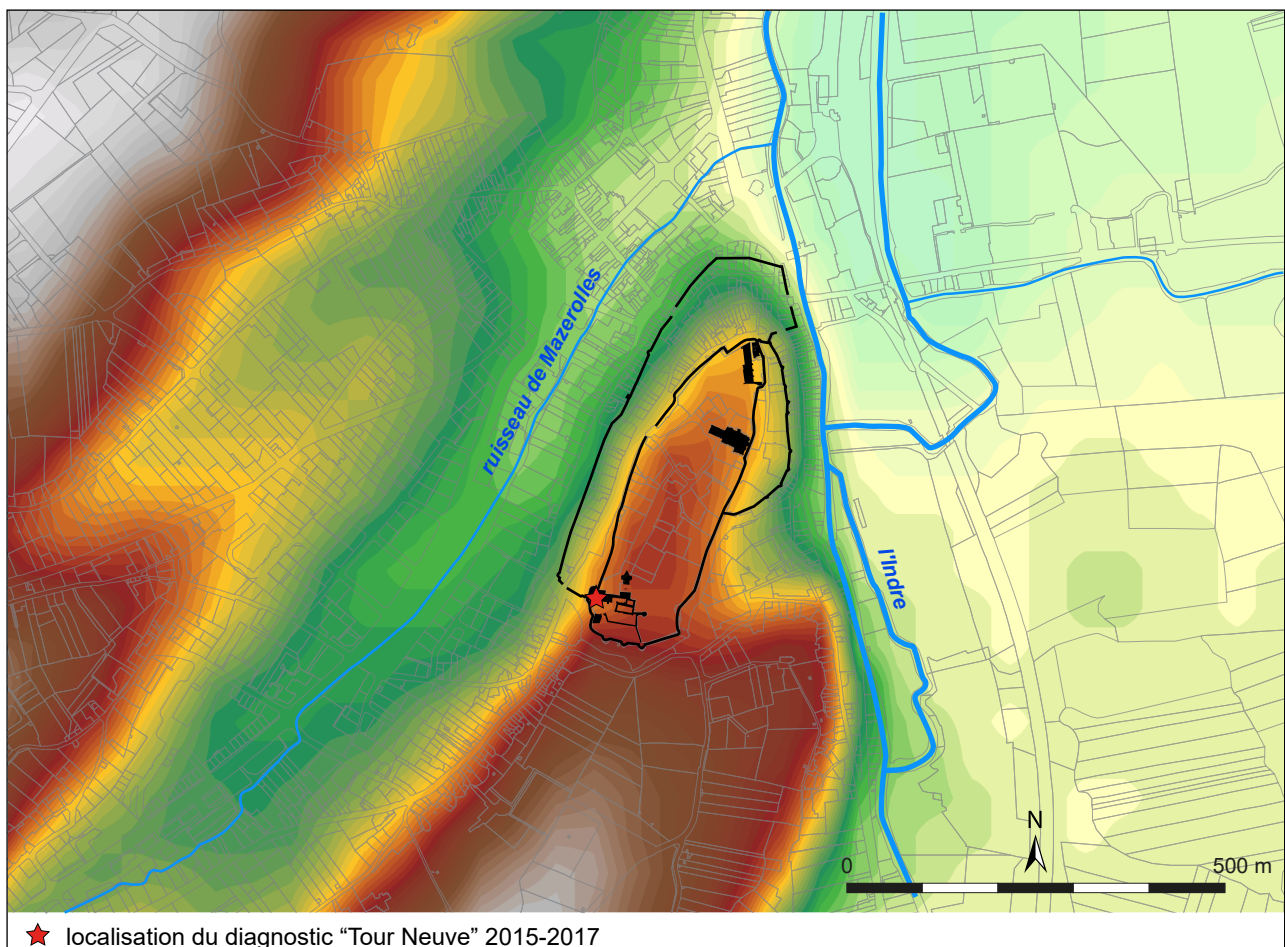 ruisseau de Mazerolles
l'Indre
N
0
500 m
localisation du diagnostic “Tour Neuve” 2015-2017